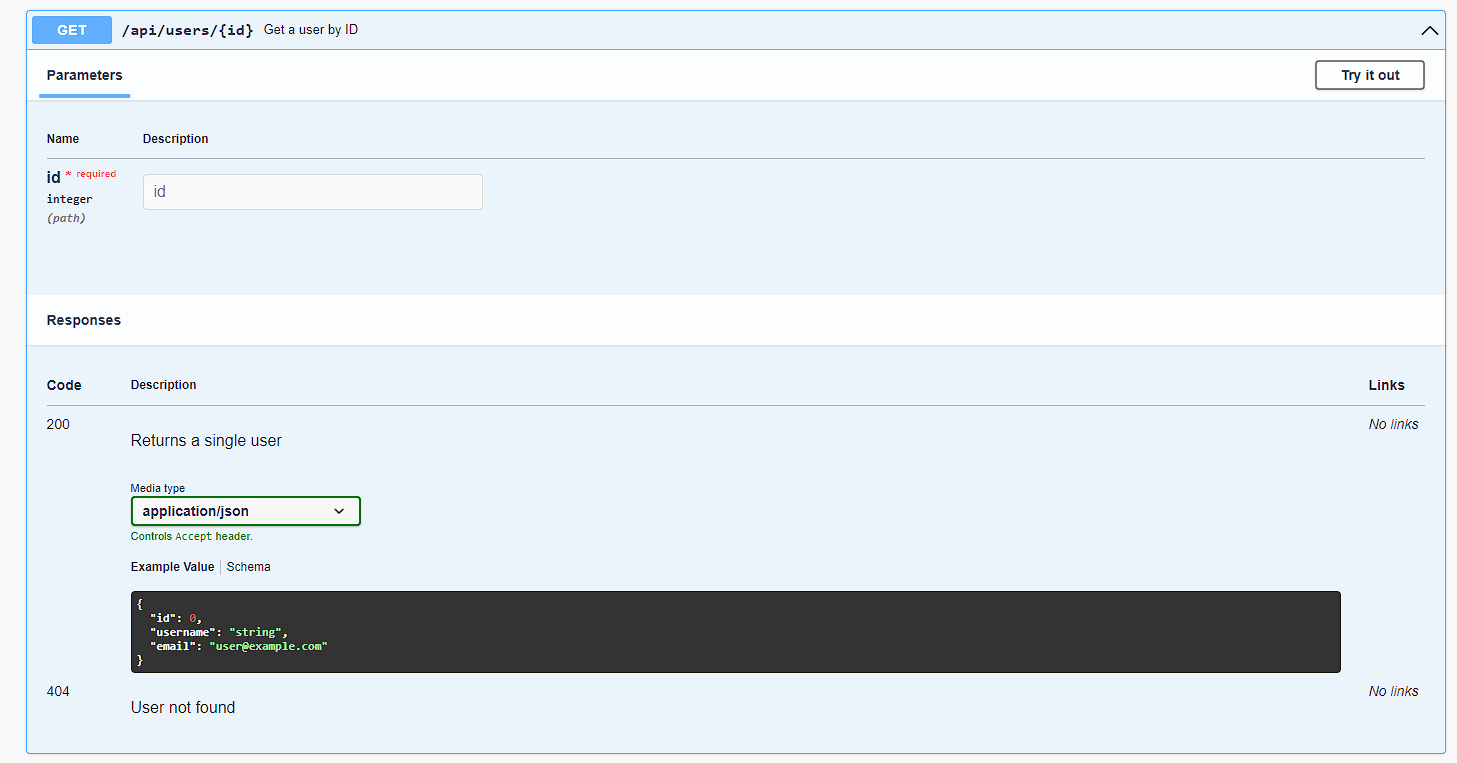 GET /api/users/{id} Get a user by ID
Parameters
Try it out
Name Description
id * required
integer
(path)
id
Responses
Code Description Links
200
Returns a single user
No links
Media type
application/json
Controls Accept header.
Example Value Schema
{
"id": 0,
"username": "string",
"email": "user@example.com"
}
404
User not found
No links